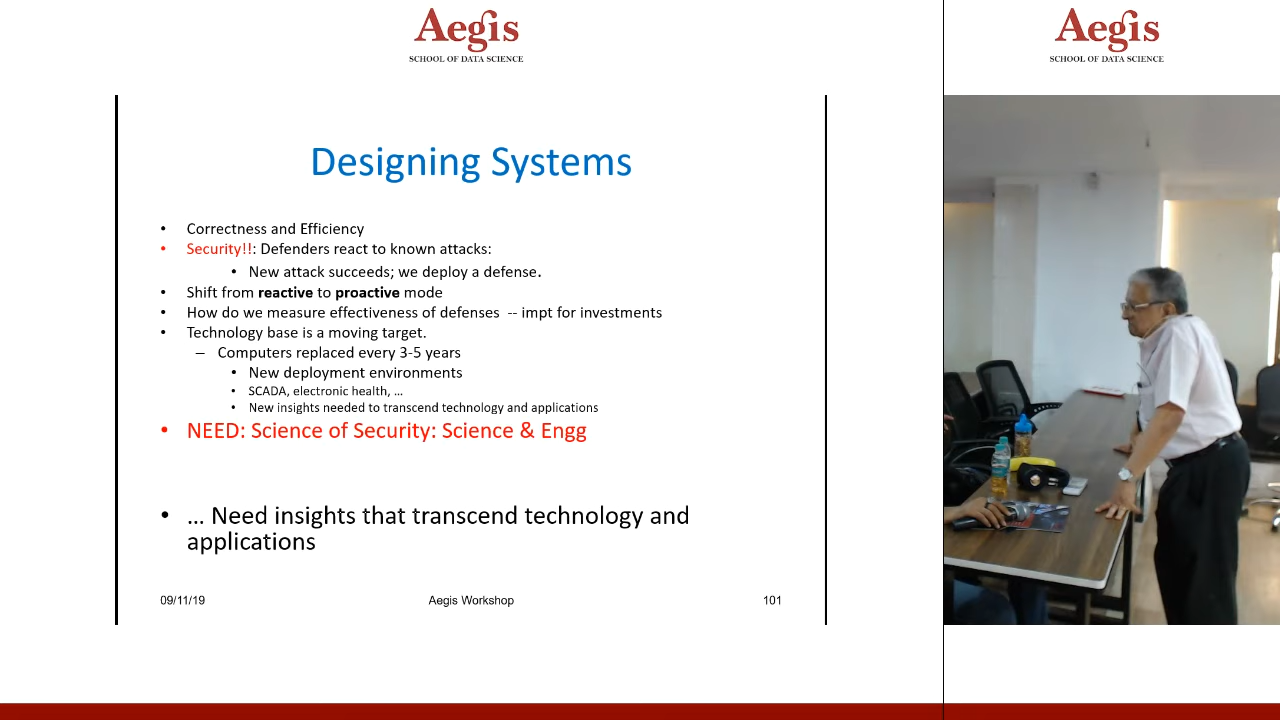 Aegis
SCHOOL OF DATA SCIENCE
Aegis
SCHOOL OF DATA SCIENCE
Designing Systems
• Correctness and Efficiency
• Security!!: Defenders react to known attacks:
• New attack succeeds; we deploy a defense.
• Shift from reactive to proactive mode
• How do we measure effectiveness of defenses -- impt for investments
• Technology base is a moving target.
– Computers replaced every 3-5 years
• New deployment environments
• SCADA, electronic health, ...
• New insights needed to transcend technology and applications
• NEED: Science of Security: Science & Engg
• ... Need insights that transcend technology and
applications
09/11/19
Aegis Workshop
101